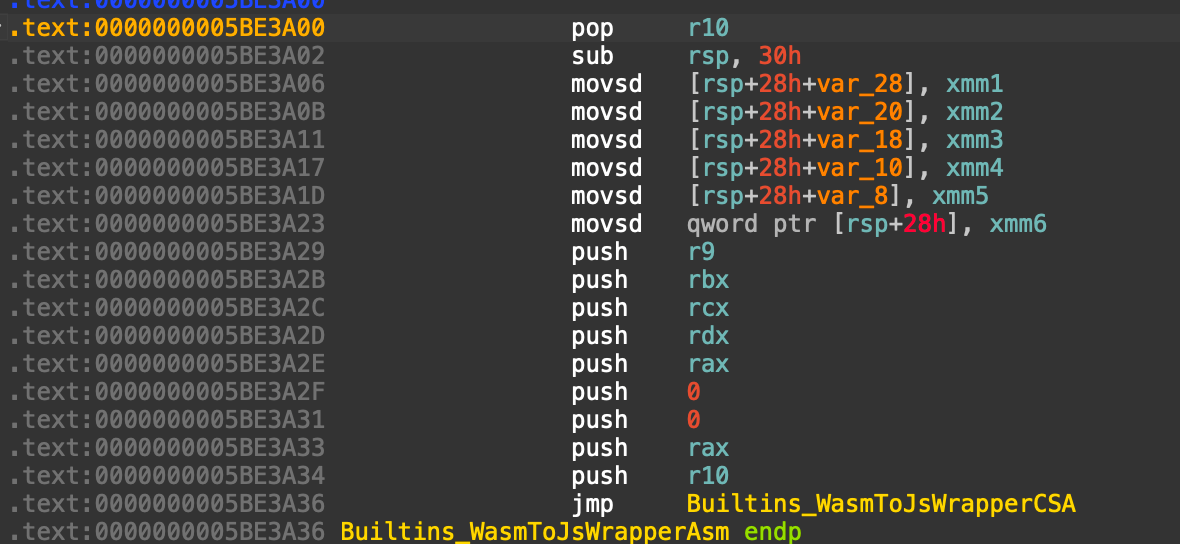 .text:0000000005BE3A00
.text:0000000005BE3A00 pop r10
.text:0000000005BE3A02 sub rsp, 30h
.text:0000000005BE3A06 movsd [rsp+28h+var_28], xmm1
.text:0000000005BE3A0B movsd [rsp+28h+var_20], xmm2
.text:0000000005BE3A11 movsd [rsp+28h+var_18], xmm3
.text:0000000005BE3A17 movsd [rsp+28h+var_10], xmm4
.text:0000000005BE3A1D movsd [rsp+28h+var_8], xmm5
.text:0000000005BE3A23 movsd qword ptr [rsp+28h], xmm6
.text:0000000005BE3A29 push r9
.text:0000000005BE3A2B push rbx
.text:0000000005BE3A2C push rcx
.text:0000000005BE3A2D push rdx
.text:0000000005BE3A2E push rax
.text:0000000005BE3A2F push 0
.text:0000000005BE3A31 push 0
.text:0000000005BE3A33 push rax
.text:0000000005BE3A34 push r10
.text:0000000005BE3A36 jmp Builtins_WasmToJsWrapperCSA
.text:0000000005BE3A36 Builtins_WasmToJsWrapperAsm endp